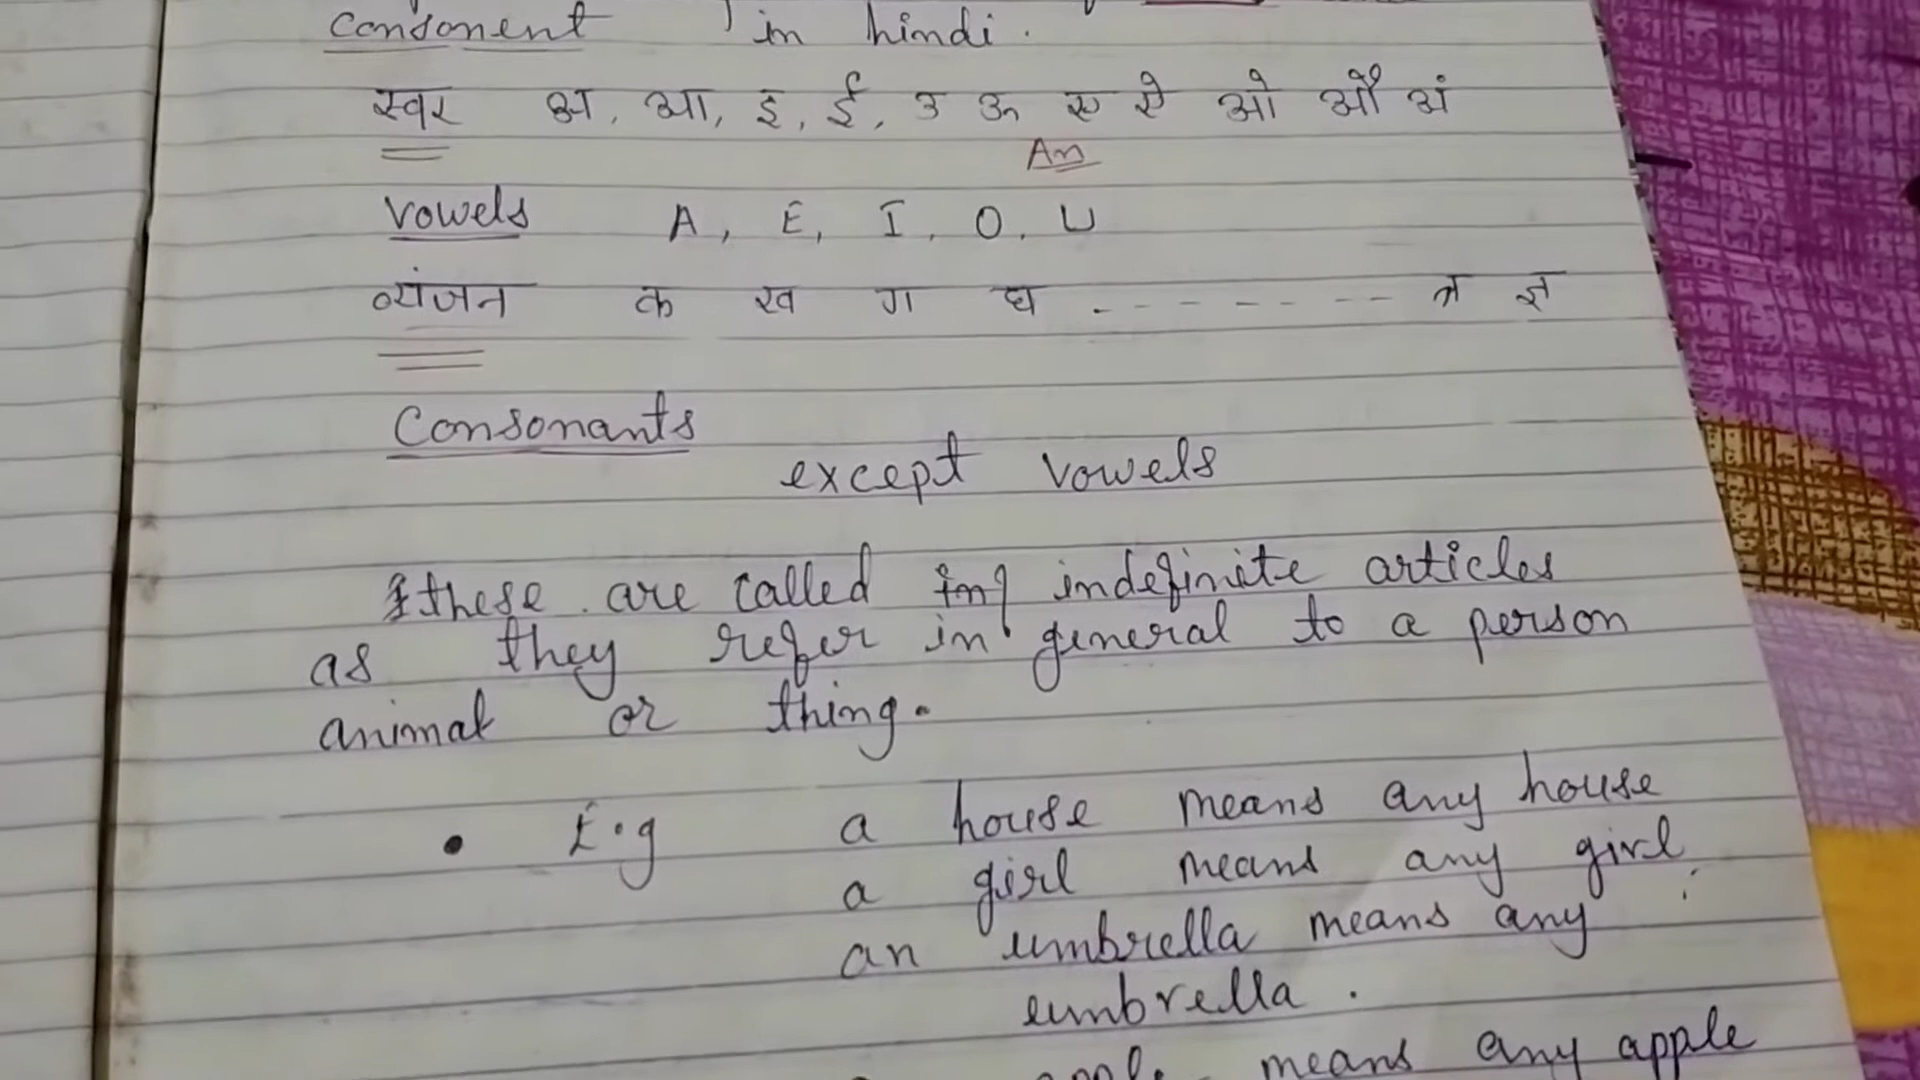 consonent in hindi.
स्वर अ, आ, इ, ई, उ ऊ ए ऐ ओ औ अं
An
Vowels A, E, I, O, U
व्यंजन क ख ग घ - - - - - - - त्र ज्ञ
Consonants
except vowels
these are called inf indefinite articles
as they refer in general to a person
animal or thing.
• E.g a house means any house
a girl means any girl
an umbrella means any
umbrella.
apple means any apple